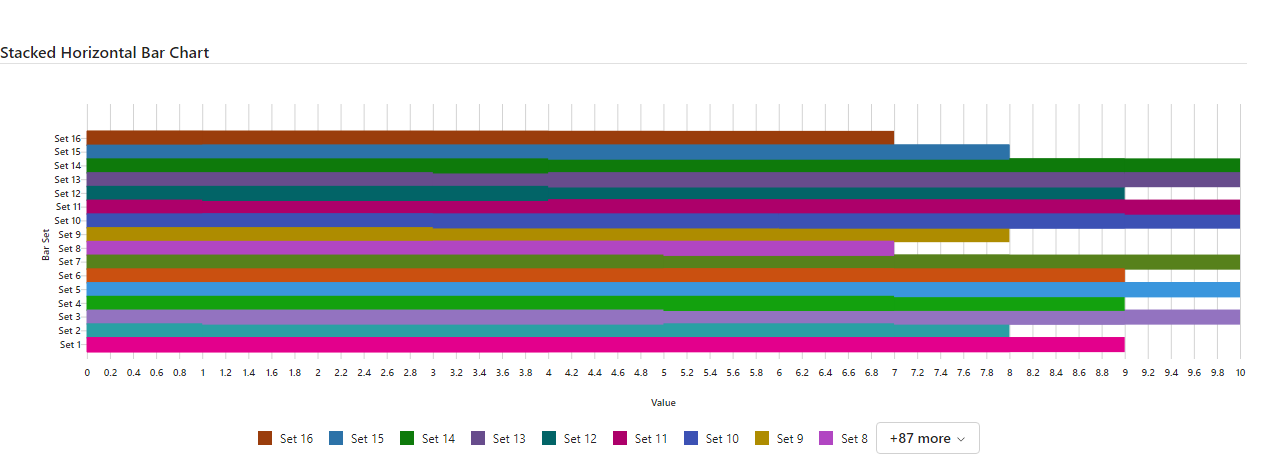 Stacked Horizontal Bar Chart
Set 16
Set 15
Set 14
Set 13
Set 12
Set 11
Set 10
Set 9
Set 8
Set 7
Set 6
Set 5
Set 4
Set 3
Set 2
Set 1
Bar Set
0 0.2 0.4 0.6 0.8 1 1.2 1.4 1.6 1.8 2 2.2 2.4 2.6 2.8 3 3.2 3.4 3.6 3.8 4 4.2 4.4 4.6 4.8 5 5.2 5.4 5.6 5.8 6 6.2 6.4 6.6 6.8 7 7.2 7.4 7.6 7.8 8 8.2 8.4 8.6 8.8 9 9.2 9.4 9.6 9.8 10
Value
Set 16 Set 15 Set 14 Set 13 Set 12 Set 11 Set 10 Set 9 Set 8 +87 more